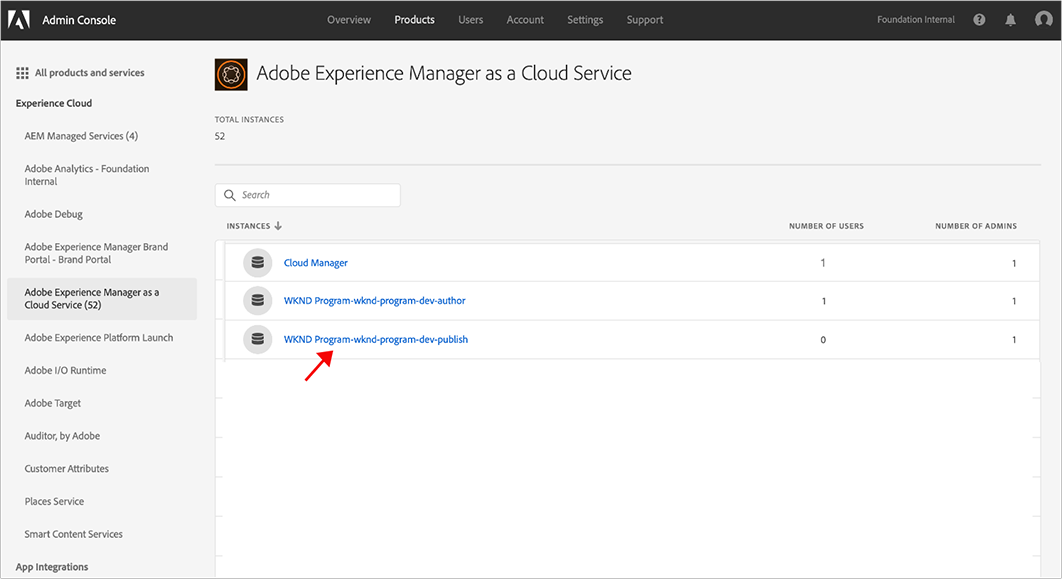 Admin Console
Overview Products Users Account Settings Support
Foundation Internal
All products and services
Experience Cloud
AEM Managed Services (4)
Adobe Analytics - Foundation
Internal
Adobe Debug
Adobe Experience Manager Brand
Portal - Brand Portal
Adobe Experience Manager as a
Cloud Service (52)
Adobe Experience Platform Launch
Adobe I/O Runtime
Adobe Target
Auditor, by Adobe
Customer Attributes
Places Service
Smart Content Services
App Integrations
Adobe Experience Manager as a Cloud Service
TOTAL INSTANCES
52
Search
INSTANCES NUMBER OF USERS NUMBER OF ADMINS
Cloud Manager 1 1
WKND Program-wknd-program-dev-author 1 1
WKND Program-wknd-program-dev-publish 0 1